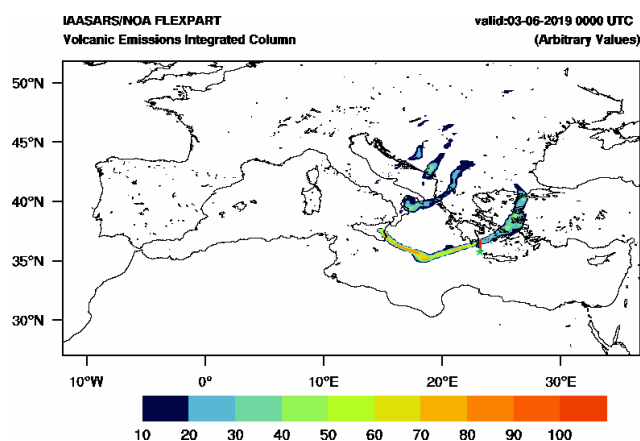 IAASARS/NOA FLEXPART valid:03-06-2019 0000 UTC
Volcanic Emissions Integrated Column (Arbitrary Values)
50°N
45°N
40°N
35°N
30°N
10°W 0° 10°E 20°E 30°E
10 20 30 40 50 60 70 80 90 100